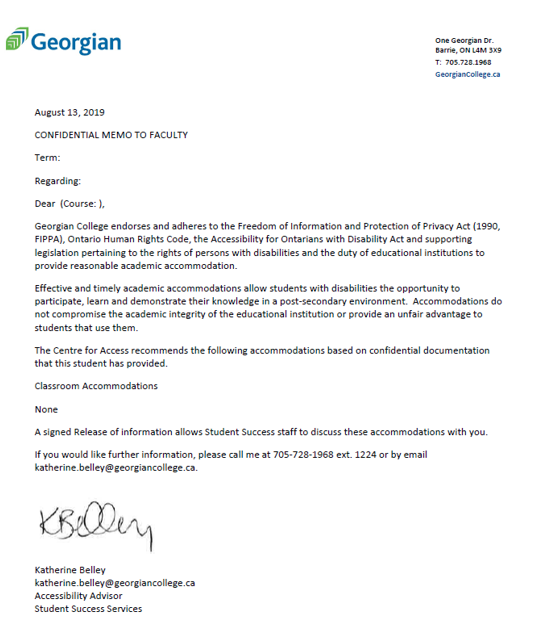 Georgian
One Georgian Dr.
Barrie, ON L4M 3X9
T: 705.728.1968
GeorgianCollege.ca
August 13, 2019
CONFIDENTIAL MEMO TO FACULTY
Term:
Regarding:
Dear (Course: ),
Georgian College endorses and adheres to the Freedom of Information and Protection of Privacy Act (1990,
FIPPA), Ontario Human Rights Code, the Accessibility for Ontarians with Disability Act and supporting
legislation pertaining to the rights of persons with disabilities and the duty of educational institutions to
provide reasonable academic accommodation.
Effective and timely academic accommodations allow students with disabilities the opportunity to
participate, learn and demonstrate their knowledge in a post-secondary environment. Accommodations do
not compromise the academic integrity of the educational institution or provide an unfair advantage to
students that use them.
The Centre for Access recommends the following accommodations based on confidential documentation
that this student has provided.
Classroom Accommodations
None
A signed Release of information allows Student Success staff to discuss these accommodations with you.
If you would like further information, please call me at 705-728-1968 ext. 1224 or by email
katherine.belley@georgiancollege.ca.
KBelley
Katherine Belley
katherine.belley@georgiancollege.ca
Accessibility Advisor
Student Success Services